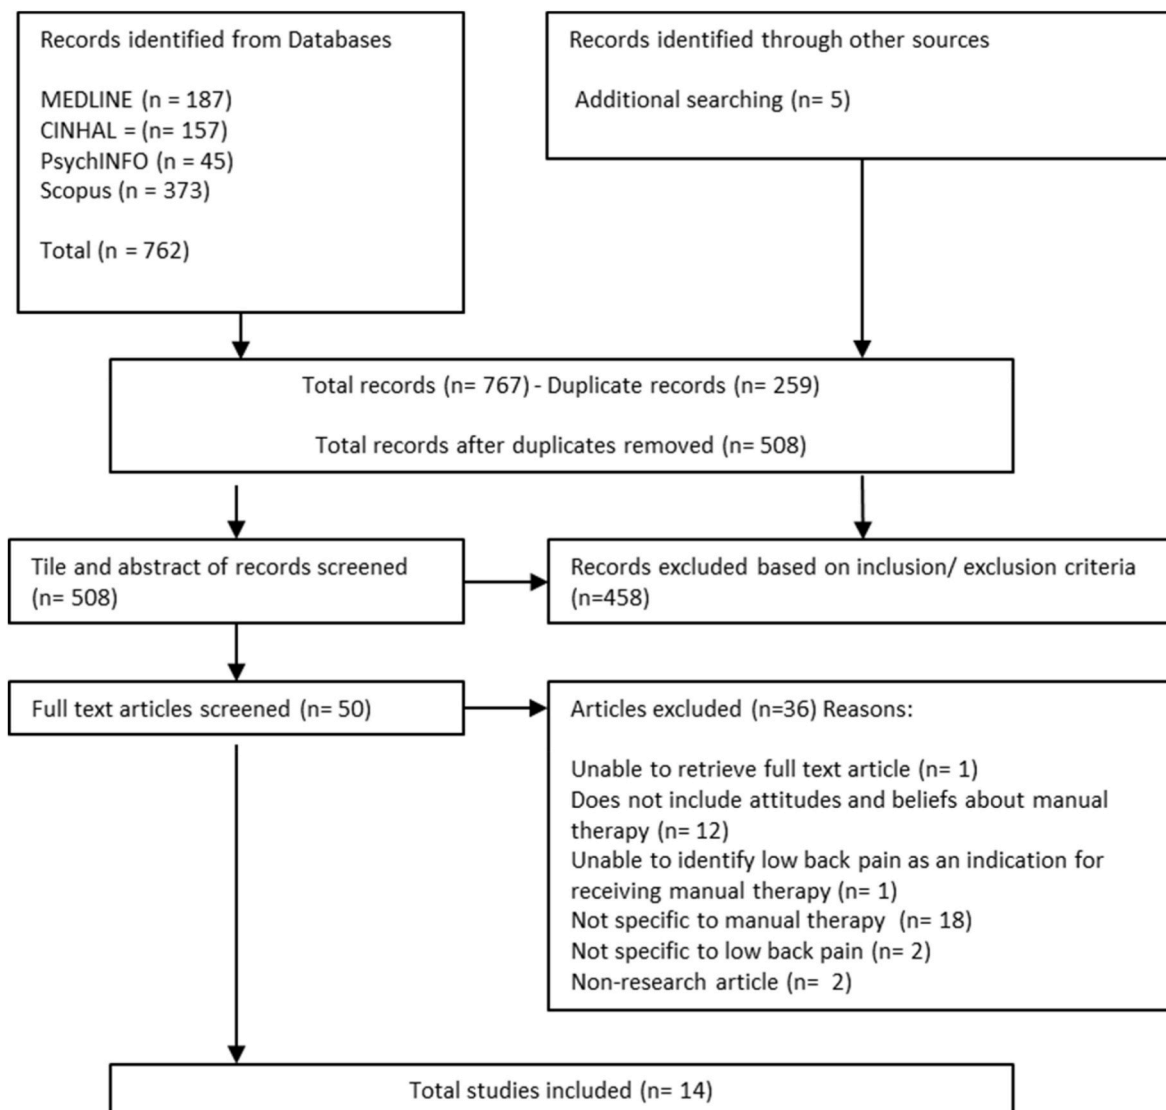 Records identified from Databases
MEDLINE (n = 187)
CINHAL = (n= 157)
PsychINFO (n = 45)
Scopus (n = 373)
Total (n = 762)
Records identified through other sources
Additional searching (n= 5)
Total records (n= 767) - Duplicate records (n= 259)
Total records after duplicates removed (n= 508)
Tile and abstract of records screened
(n= 508)
Records excluded based on inclusion/ exclusion criteria
(n=458)
Full text articles screened (n= 50)
Articles excluded (n=36) Reasons:
Unable to retrieve full text article (n= 1)
Does not include attitudes and beliefs about manual
therapy (n= 12)
Unable to identify low back pain as an indication for
receiving manual therapy (n= 1)
Not specific to manual therapy (n= 18)
Not specific to low back pain (n= 2)
Non-research article (n= 2)
Total studies included (n= 14)